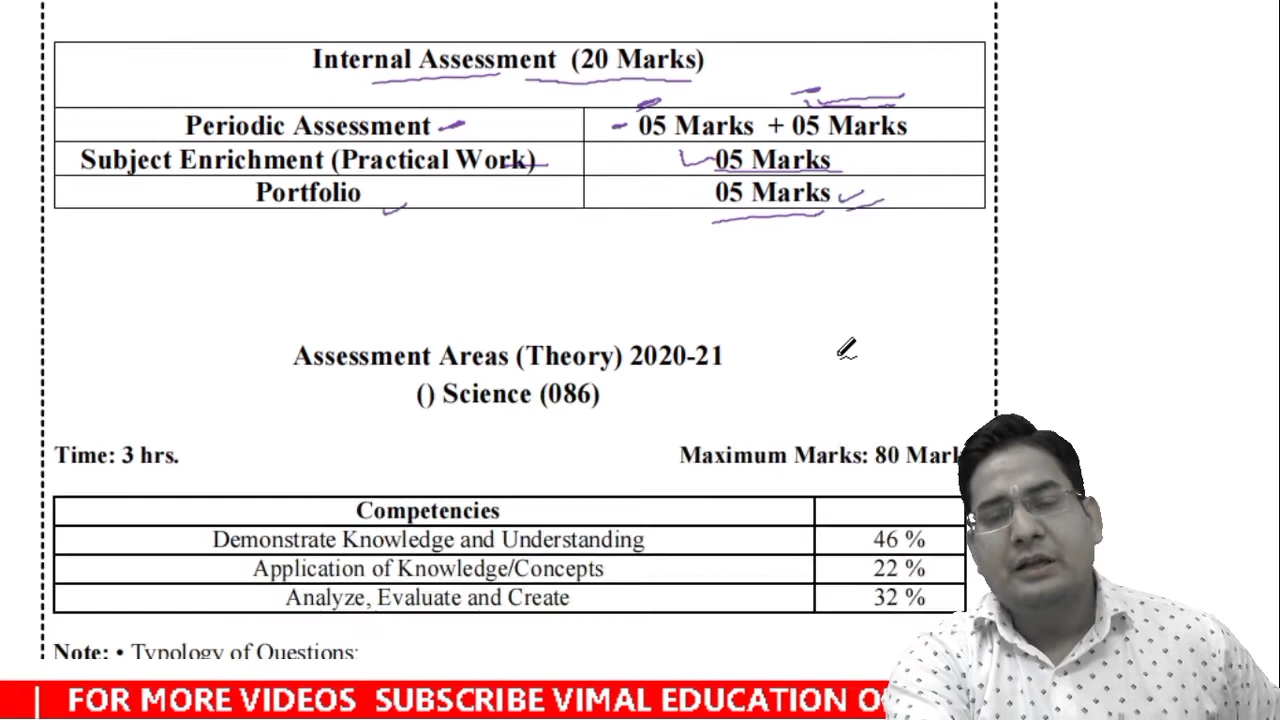 Internal Assessment (20 Marks)
Periodic Assessment 05 Marks + 05 Marks
Subject Enrichment (Practical Work) 05 Marks
Portfolio 05 Marks
Assessment Areas (Theory) 2020-21
() Science (086)
Time: 3 hrs. Maximum Marks: 80 Mark
Competencies
Demonstrate Knowledge and Understanding 46 %
Application of Knowledge/Concepts 22 %
Analyze, Evaluate and Create 32 %
Note: • Typology of Questions:
| FOR MORE VIDEOS SUBSCRIBE VIMAL EDUCATION